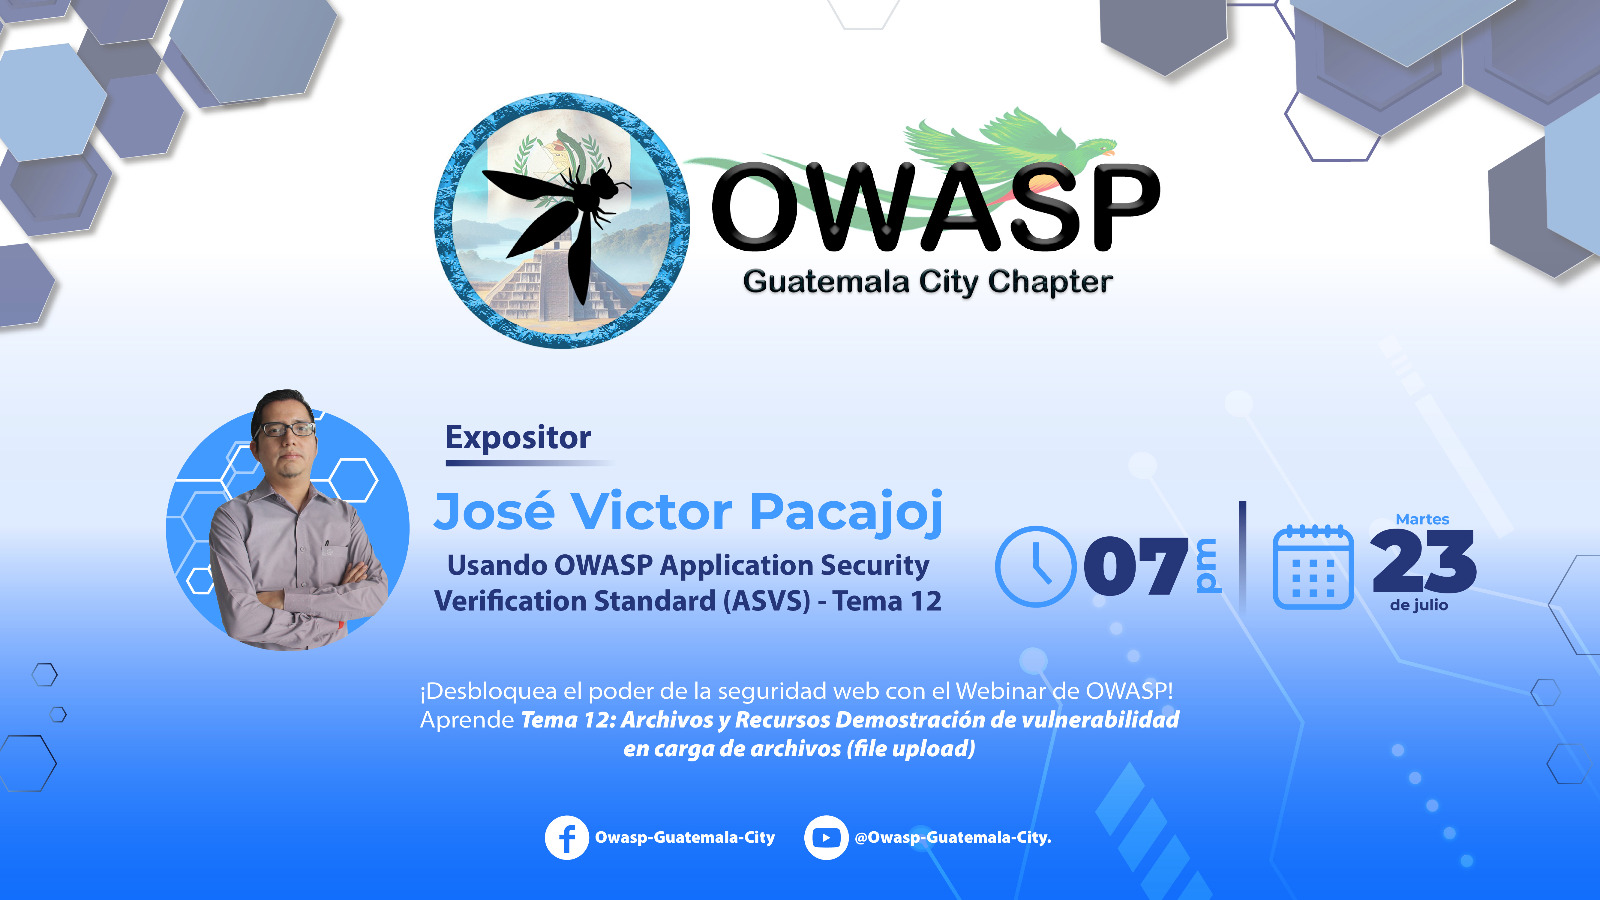 OWASP
Guatemala City Chapter
Expositor
José Victor Pacajoj
Usando OWASP Application Security
Verification Standard (ASVS) - Tema 12
07 pm
Martes
23
de julio
¡Desbloquea el poder de la seguridad web con el Webinar de OWASP!
Aprende Tema 12: Archivos y Recursos Demostración de vulnerabilidad
en carga de archivos (file upload)
Owasp-Guatemala-City
@Owasp-Guatemala-City.